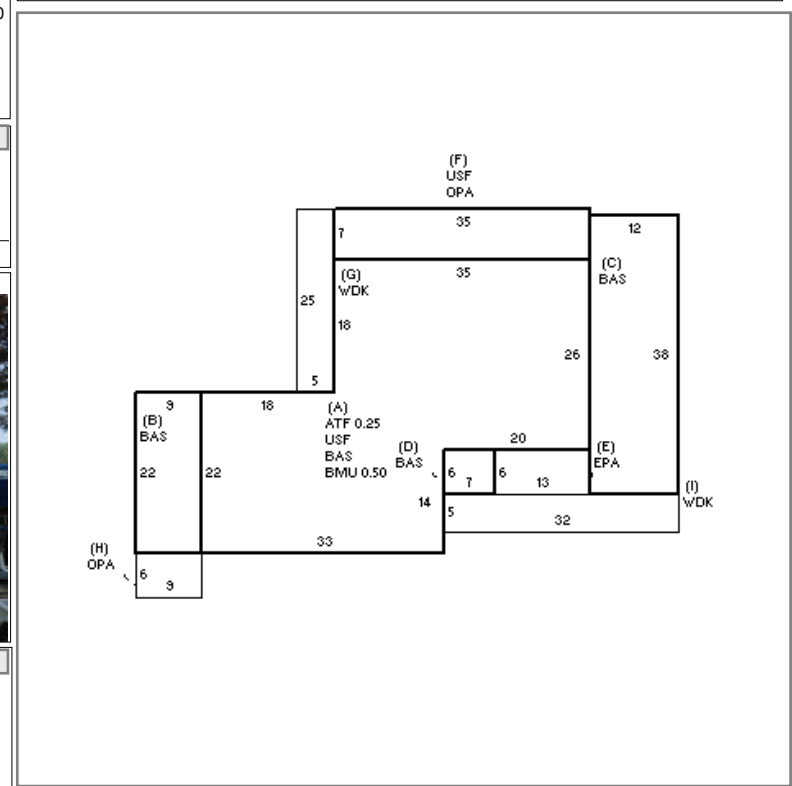 (F)
USF
OPA
35
7
12
35
(G)
WDK
(C)
BAS
25
18
26
38
5
9
18
(A)
ATF 0.25
USF
BAS
BMU 0.50
(B)
BAS
20
(D)
BAS
(E)
EPA
22
22
6
7
6
13
14
(I)
WDK
5
32
33
(H)
OPA
6
9